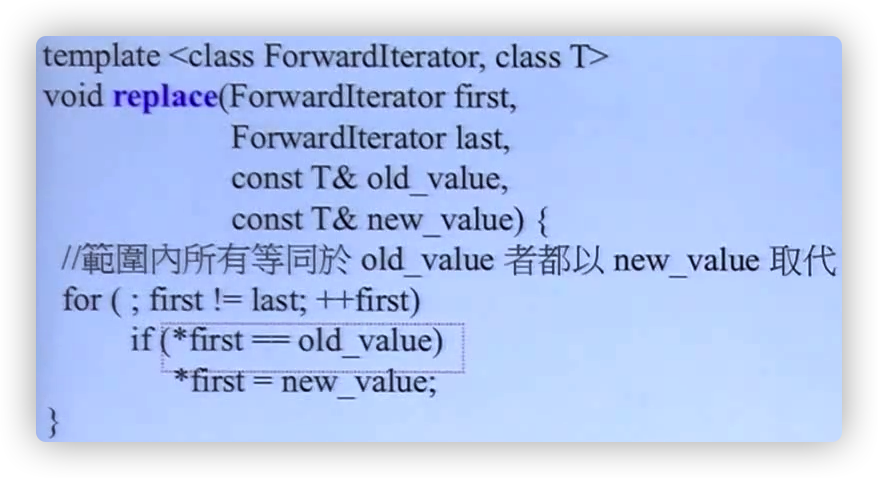 template <class ForwardIterator, class T>
void replace(ForwardIterator first,
ForwardIterator last,
const T& old_value,
const T& new_value) {
//範圍內所有等同於 old_value 者都以 new_value 取代
for ( ; first != last; ++first)
if (*first == old_value)
*first = new_value;
}